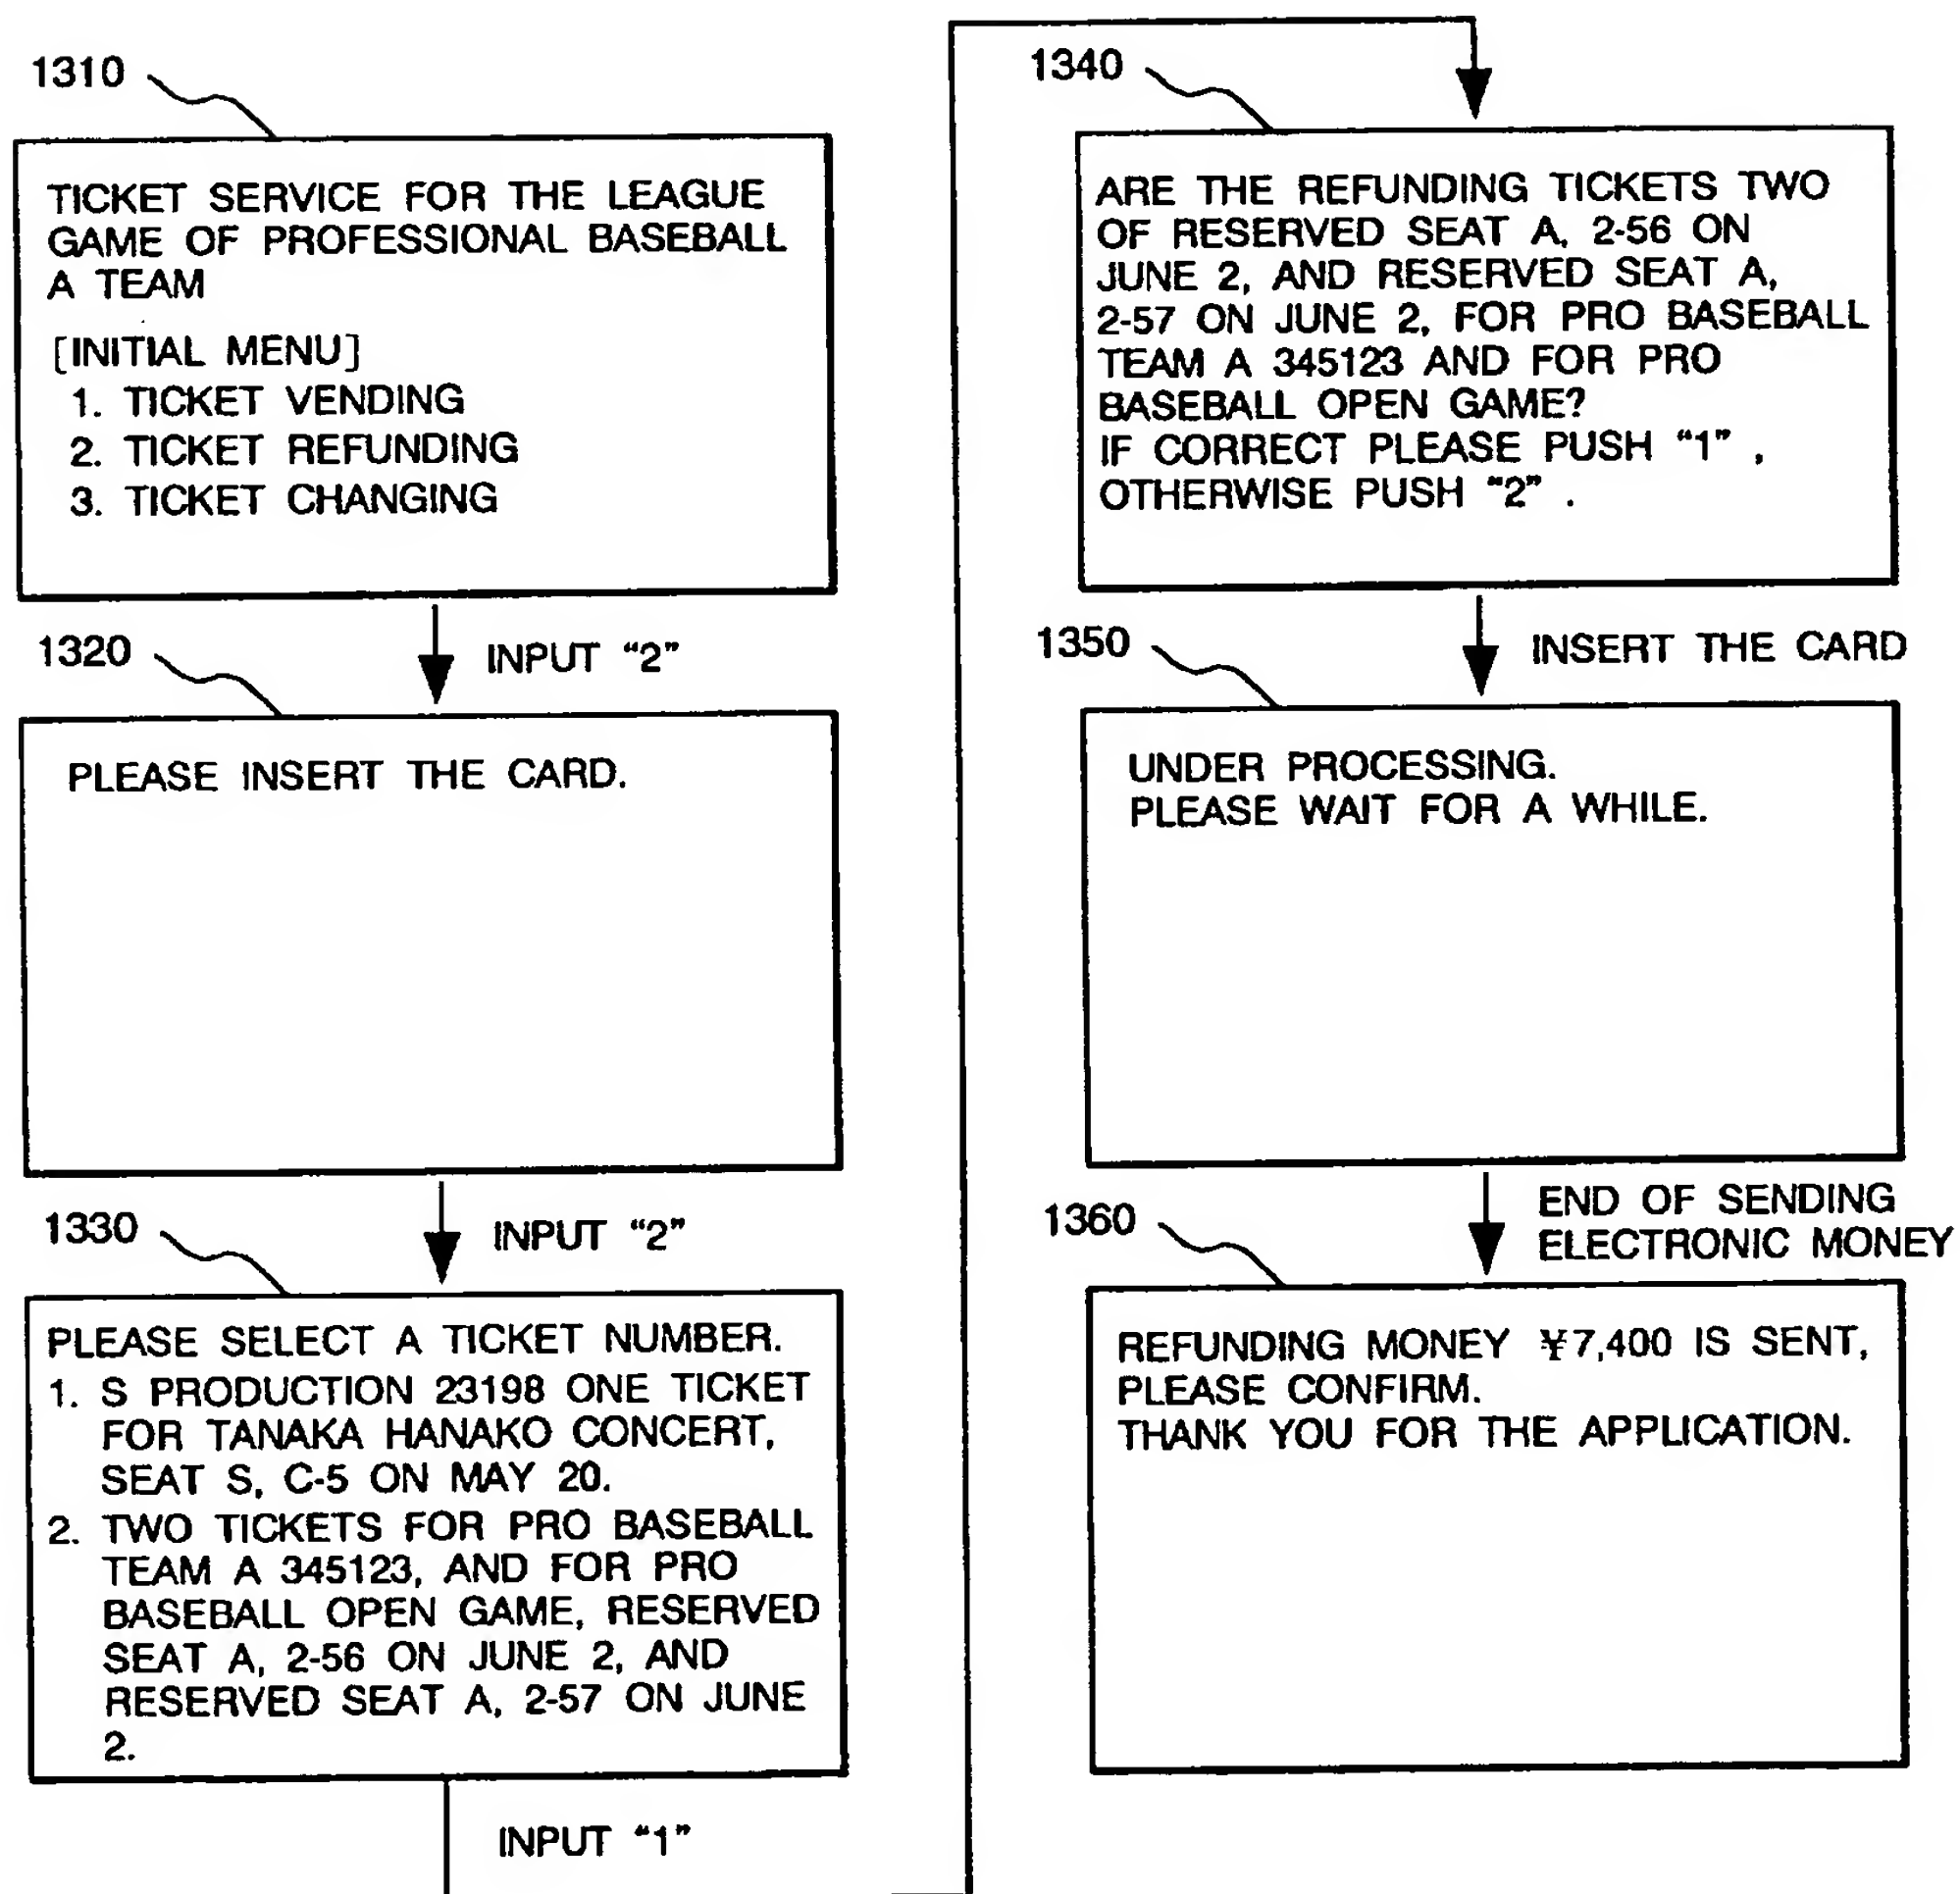 1310
TICKET SERVICE FOR THE LEAGUE
GAME OF PROFESSIONAL BASEBALL
A TEAM
[INITIAL MENU]
1. TICKET VENDING
2. TICKET REFUNDING
3. TICKET CHANGING
INPUT “2”
1320
PLEASE INSERT THE CARD.
INPUT “2”
1330
PLEASE SELECT A TICKET NUMBER.
1. S PRODUCTION 23198 ONE TICKET
FOR TANAKA HANAKO CONCERT,
SEAT S, C-5 ON MAY 20.
2. TWO TICKETS FOR PRO BASEBALL
TEAM A 345123, AND FOR PRO
BASEBALL OPEN GAME, RESERVED
SEAT A, 2-56 ON JUNE 2, AND
RESERVED SEAT A, 2-57 ON JUNE
2.
INPUT “1”
1340
ARE THE REFUNDING TICKETS TWO
OF RESERVED SEAT A, 2-56 ON
JUNE 2, AND RESERVED SEAT A,
2-57 ON JUNE 2, FOR PRO BASEBALL
TEAM A 345123 AND FOR PRO
BASEBALL OPEN GAME?
IF CORRECT PLEASE PUSH “1” ,
OTHERWISE PUSH “2” .
INSERT THE CARD
1350
UNDER PROCESSING.
PLEASE WAIT FOR A WHILE.
END OF SENDING
ELECTRONIC MONEY
1360
REFUNDING MONEY ¥7,400 IS SENT,
PLEASE CONFIRM.
THANK YOU FOR THE APPLICATION.